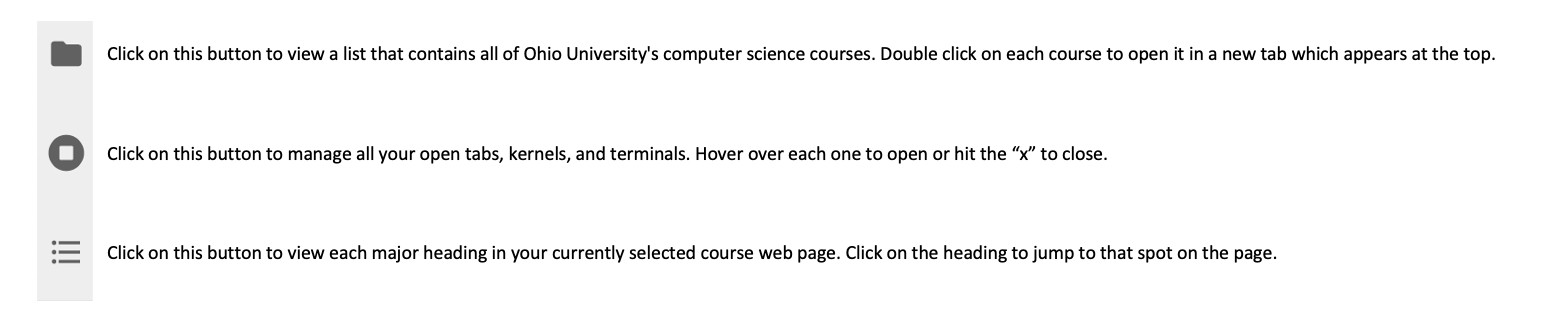 Click on this button to view a list that contains all of Ohio University's computer science courses. Double click on each course to open it in a new tab which appears at the top.
Click on this button to manage all your open tabs, kernels, and terminals. Hover over each one to open or hit the “x” to close.
Click on this button to view each major heading in your currently selected course web page. Click on the heading to jump to that spot on the page.